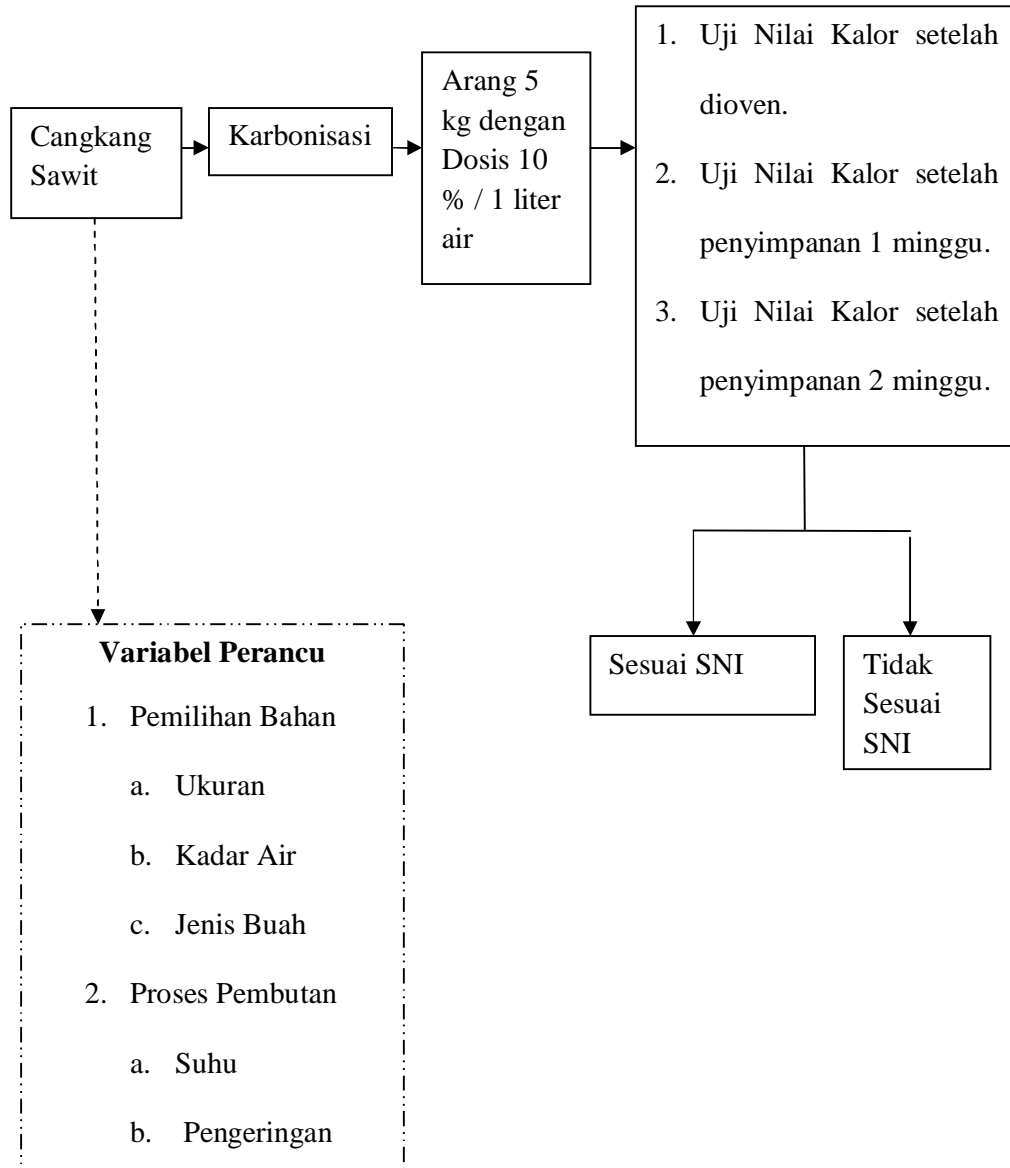 Cangkang
Sawit
Karbonisasi
Arang 5
kg dengan
Dosis 10
% / 1 liter
air
1. Uji Nilai Kalor setelah
dioven.
2. Uji Nilai Kalor setelah
penyimpanan 1 minggu.
3. Uji Nilai Kalor setelah
penyimpanan 2 minggu.
Sesuai SNI
Tidak
Sesuai
SNI
Variabel Perancu
1. Pemilihan Bahan
a. Ukuran
b. Kadar Air
c. Jenis Buah
2. Proses Pembutan
a. Suhu
b. Pengeringan